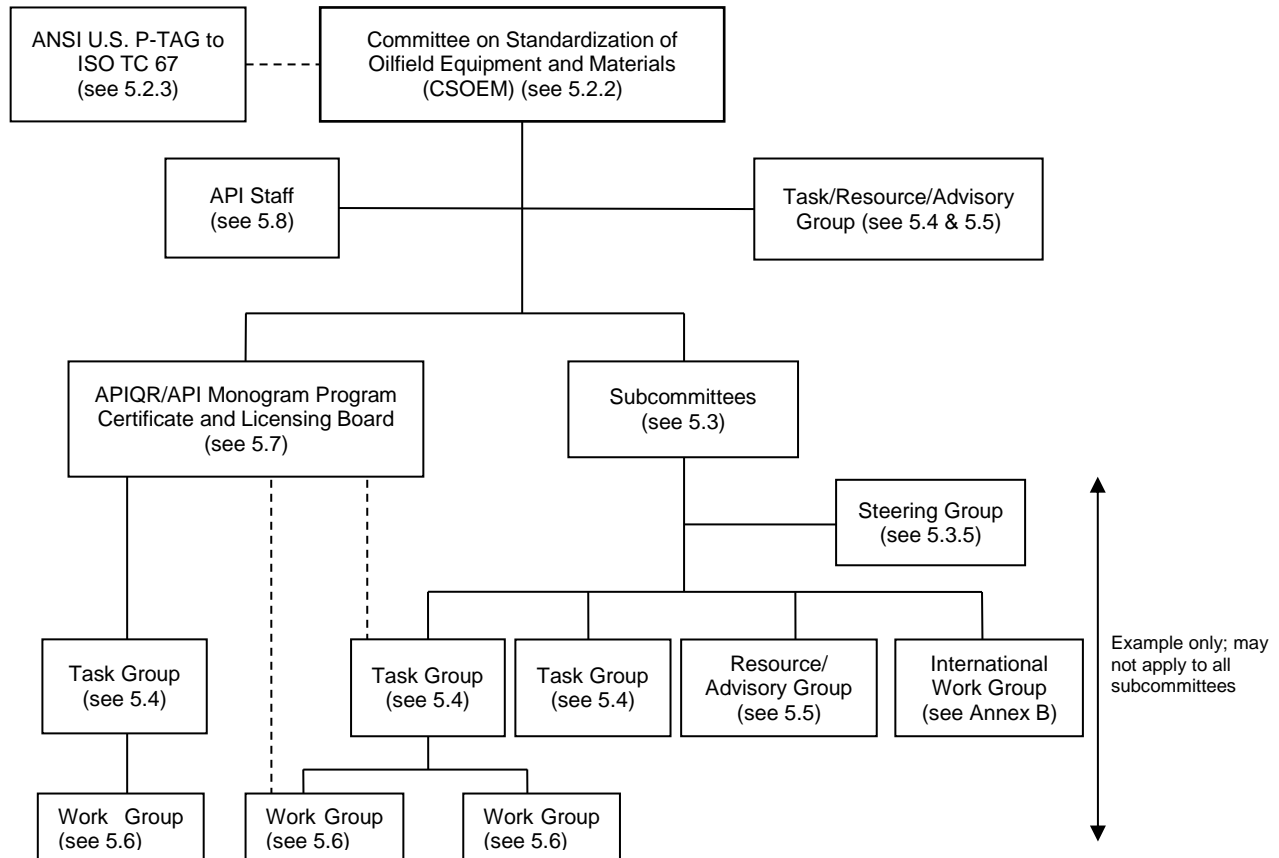 ANSI U.S. P-TAG to
ISO TC 67
(see 5.2.3)
Committee on Standardization of
Oilfield Equipment and Materials
(CSOEM) (see 5.2.2)
API Staff
(see 5.8)
Task/Resource/Advisory
Group (see 5.4 & 5.5)
APIQR/API Monogram Program
Certificate and Licensing Board
(see 5.7)
Subcommittees
(see 5.3)
Steering Group
(see 5.3.5)
Task Group
(see 5.4)
Task Group
(see 5.4)
Task Group
(see 5.4)
Resource/
Advisory Group
(see 5.5)
International
Work Group
(see Annex B)
Example only; may
not apply to all
subcommittees
Work Group
(see 5.6)
Work Group
(see 5.6)
Work Group
(see 5.6)